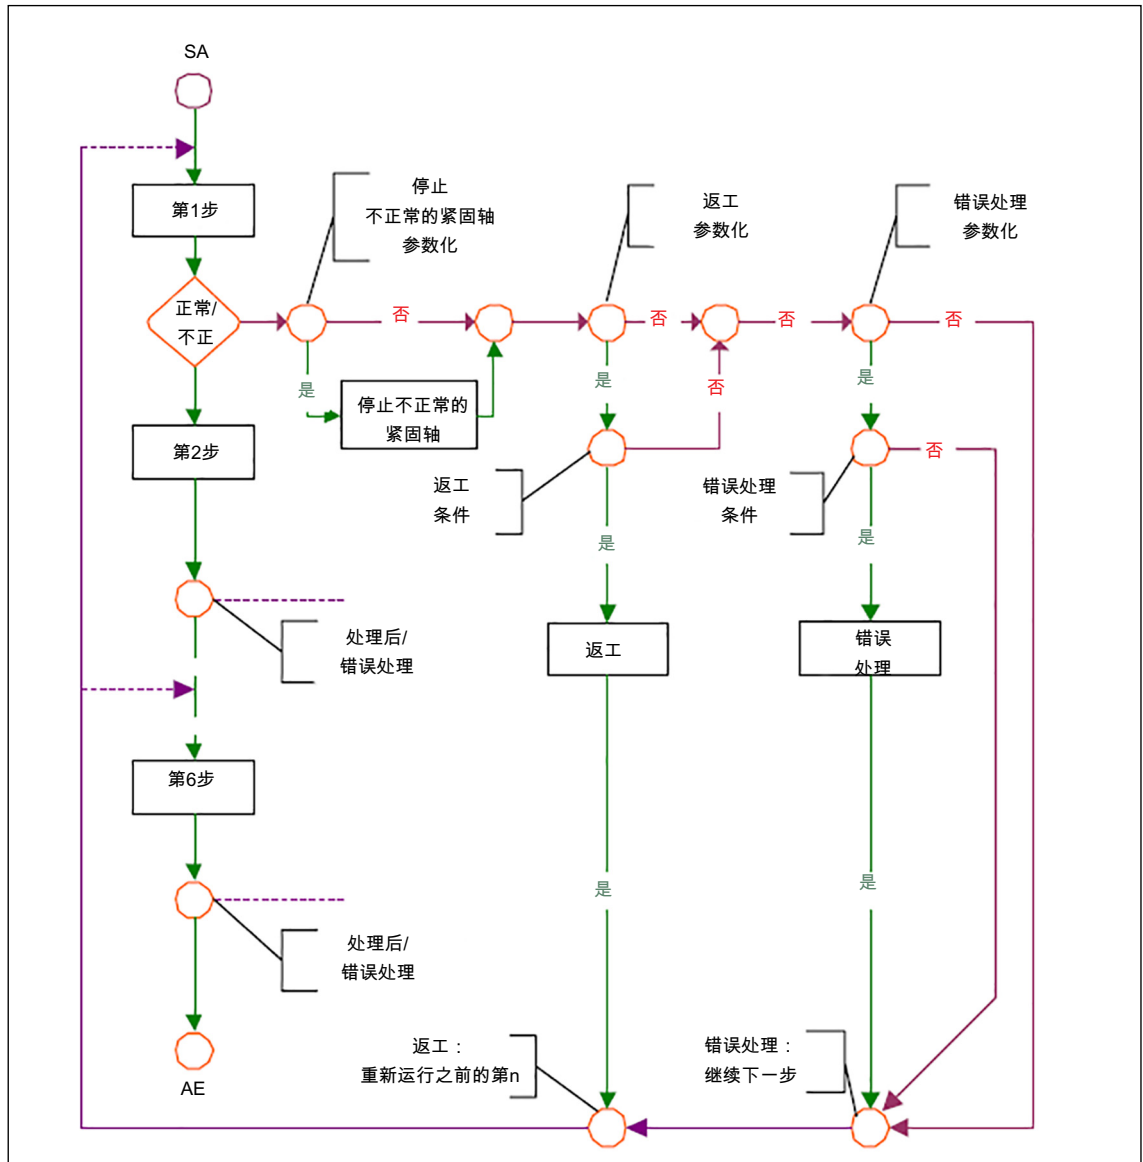 SA
第1步
停止
不正常的紧固轴
参数化
返工
参数化
错误处理
参数化
正常/
不正
否
否
否
否
是
是
是
停止不正常的
紧固轴
否
第2步
返工
条件
错误处理
条件
否
是
是
处理后/
错误处理
返工
错误
处理
第6步
是
是
处理后/
错误处理
AE
返工：
重新运行之前的第n
错误处理：
继续下一步